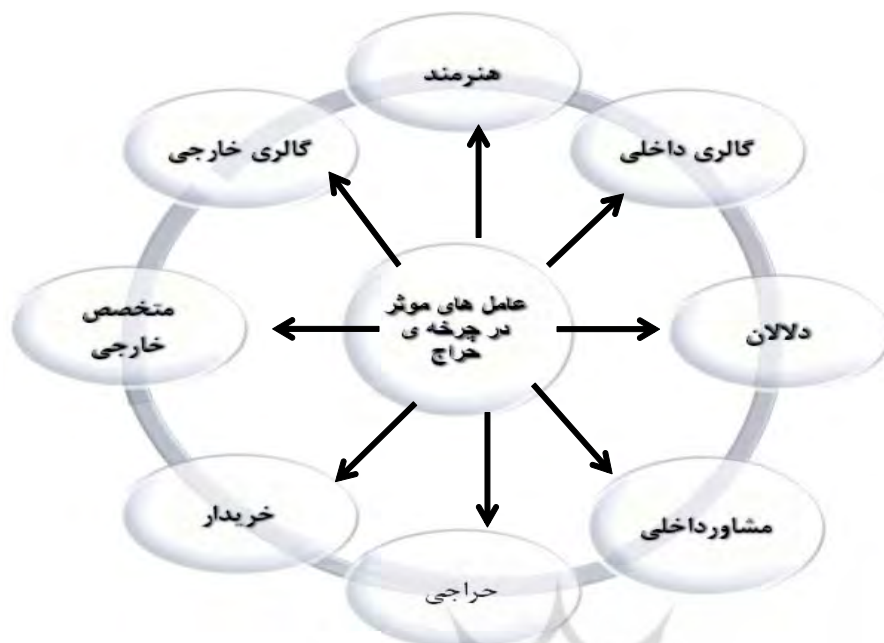 هنرمند
گالری داخلی
گالری خارجی
عامل های موثر
در چرخه ی
حراج
دلالان
متخصص
خارجی
مشاورداخلی
خریدار
حراجی